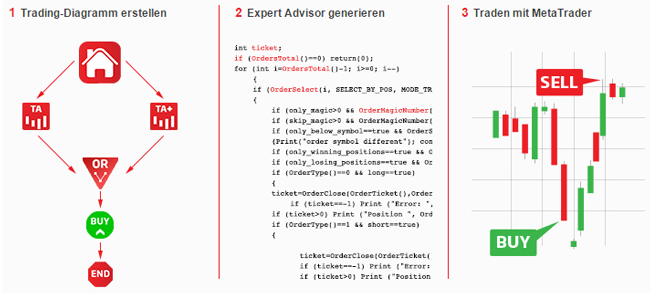 1 Trading-Diagramm erstellen
TA
TA+
OR
BUY
END
2 Expert Advisor generieren
int ticket;
if (OrdersTotal()==0) return(0);
for (int i=OrdersTotal()-1; i>=0; i--)
{
if (OrderSelect(i, SELECT_BY_POS, MODE_TR
{
if (only_magic>0 && OrderMagicNumber(
if (skip_magic>0 && OrderMagicNumber(
if (only_below_symbol==true && OrderS
{Print("order symbol different"); con
if (only_winning_positions==true && O
if (only_losing_positions==true && Or
if (OrderType()==0 && long==true)
{
ticket=OrderClose(OrderTicket(),Order
if (ticket==-1) Print ("Error: ",
if (ticket>0) Print ("Position ", Ord
if (OrderType()==1 && short==true)
{
ticket=OrderClose(OrderTicket(
if (ticket==-1) Print ("Error:
if (ticket>0) Print ("Position
3 Traden mit MetaTrader
SELL
BUY